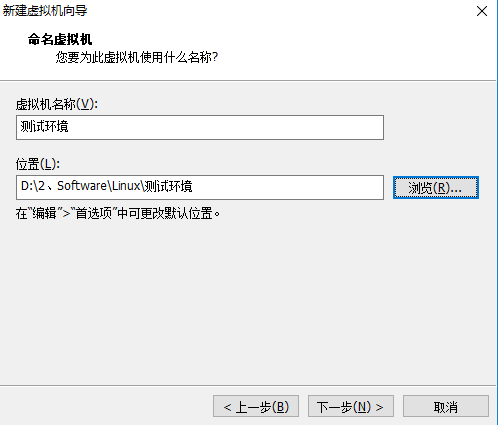 新建虚拟机向导
命名虚拟机
您要为此虚拟机使用什么名称?
虚拟机名称(V):
测试环境
位置(L):
D:\2、Software\Linux\测试环境
浏览(R)...
在"编辑">"首选项"中可更改默认位置。
< 上一步(B)
下一步(N) >
取消